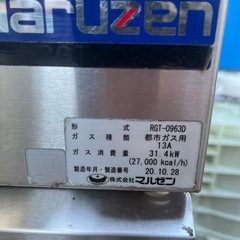 maruzen
形式 RGT-0963D
ガス種類 都市ガス用
13A
ガス消費量 31.4kW
(27,000 kcal/h)
製造年月・製造番号 20.10.28
株式会社マルゼン